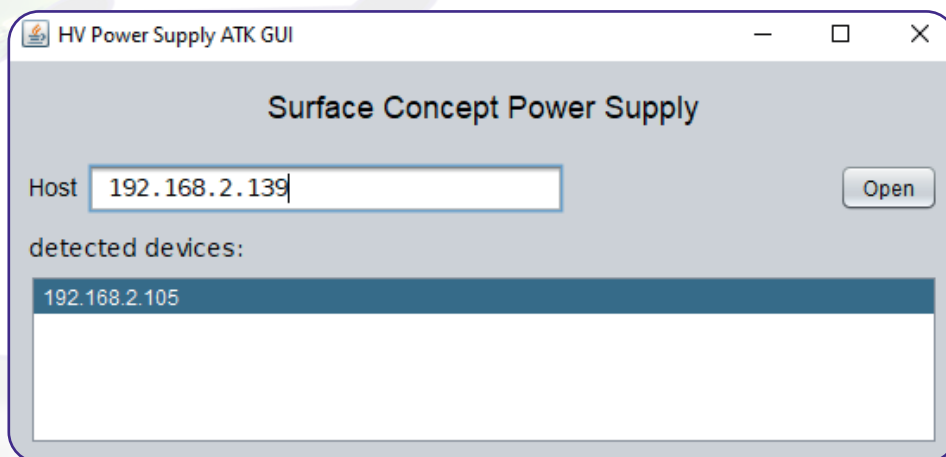 HV Power Supply ATK GUI
Surface Concept Power Supply
Host 192.168.2.139 Open
detected devices:
192.168.2.105